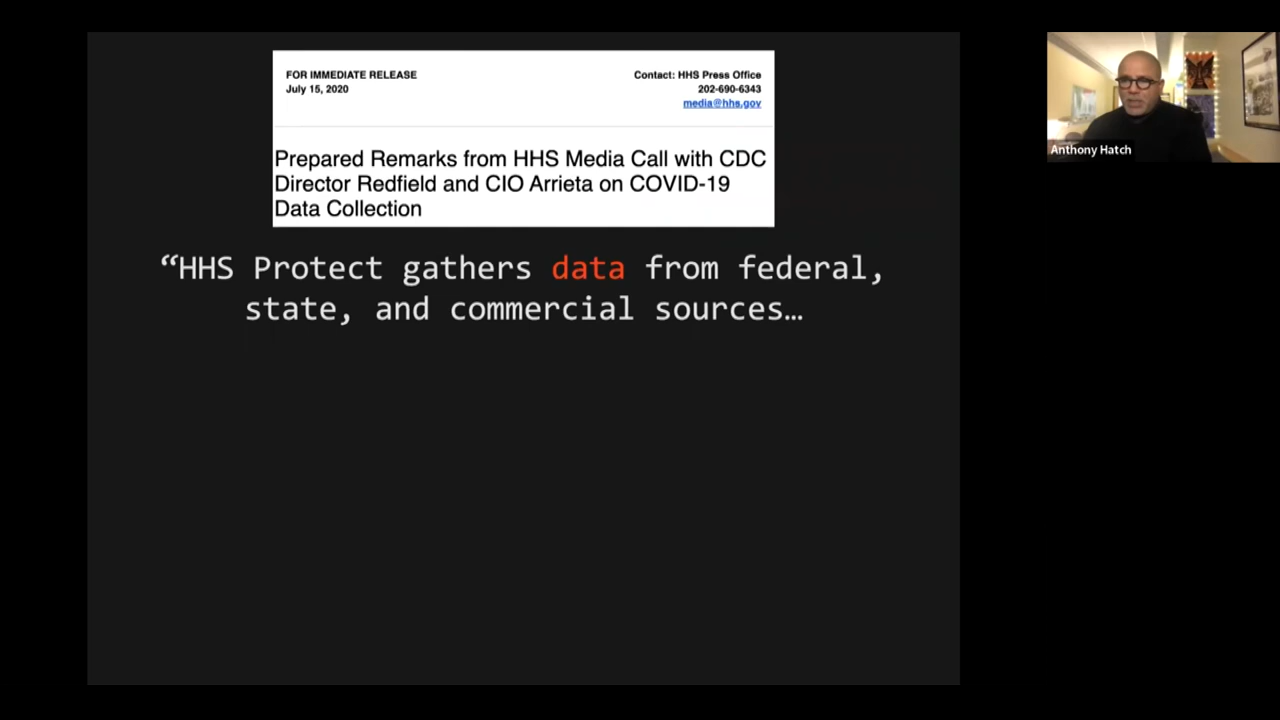 FOR IMMEDIATE RELEASE
July 15, 2020
Contact: HHS Press Office
202-690-6343
media@hhs.gov
Prepared Remarks from HHS Media Call with CDC
Director Redfield and CIO Arrieta on COVID-19
Data Collection
“HHS Protect gathers data from federal,
state, and commercial sources…
Anthony Hatch